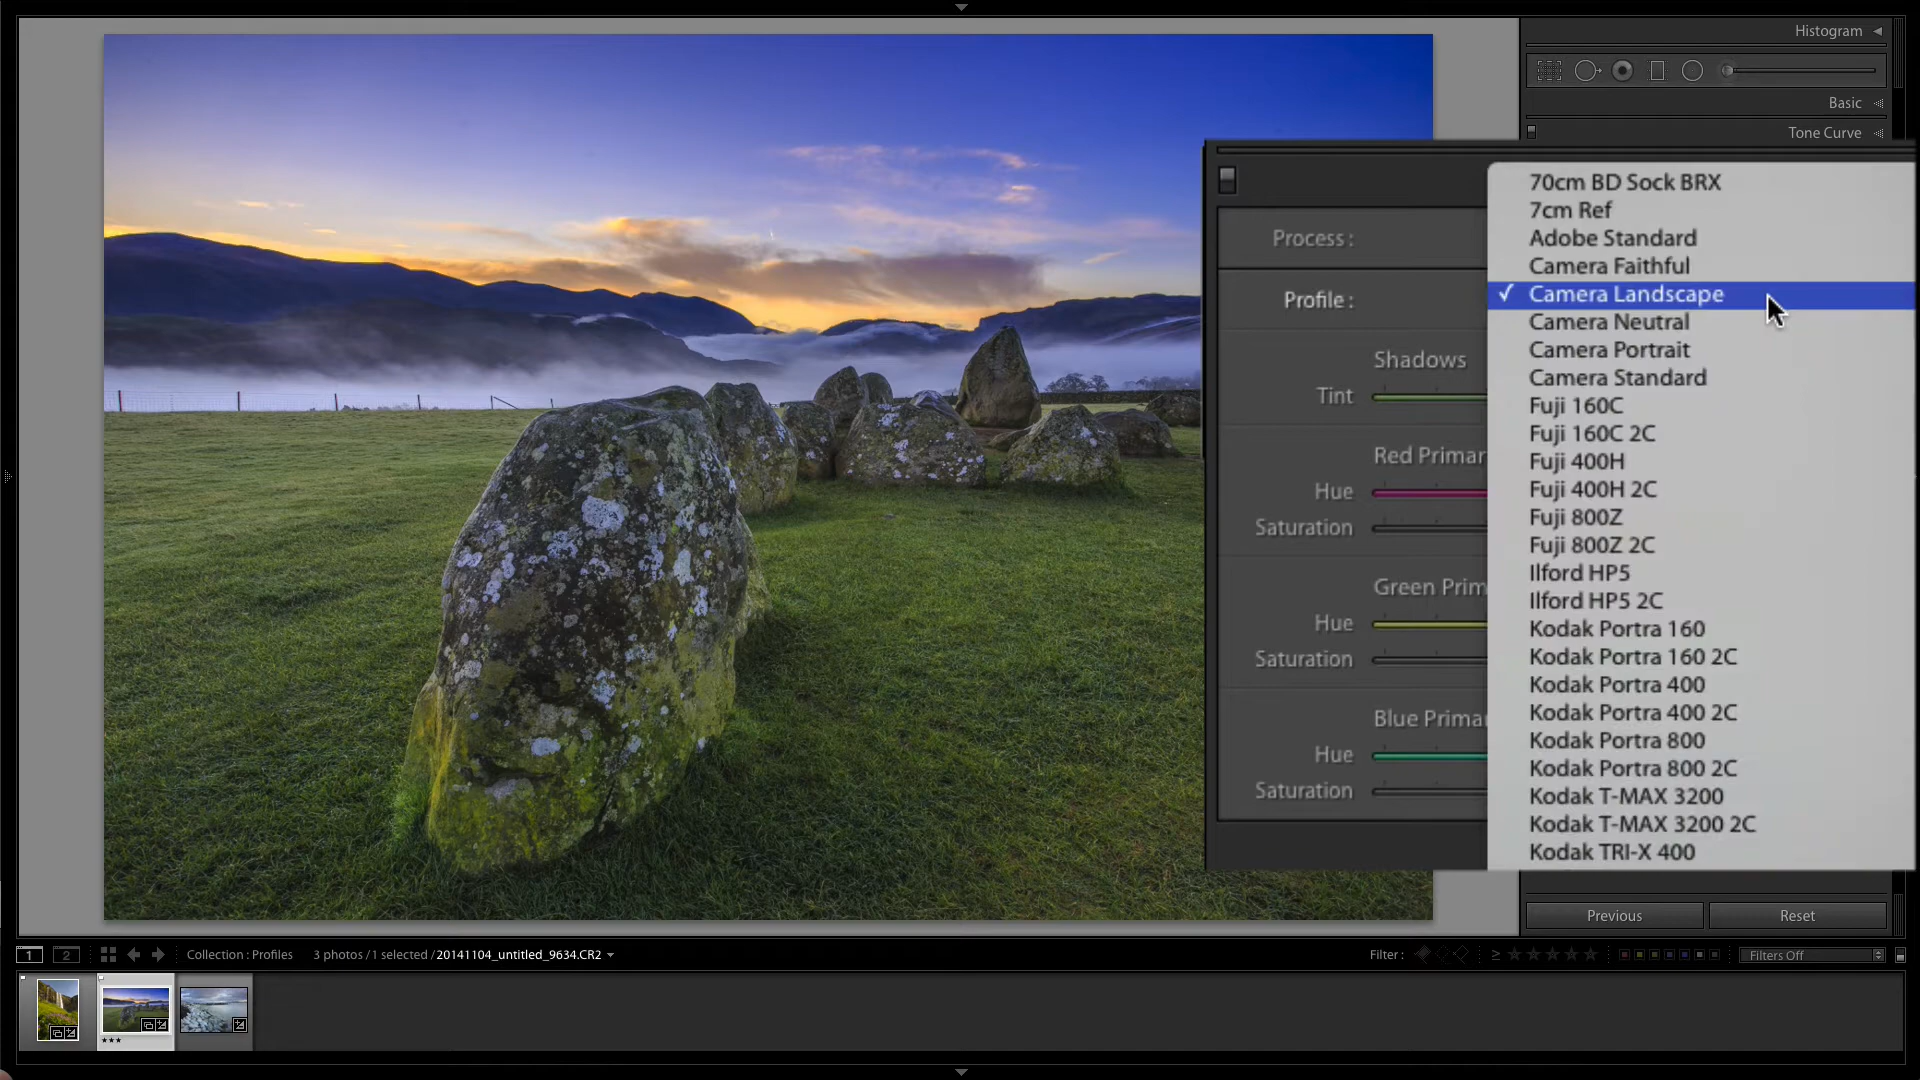 Histogram
Basic
Tone Curve
Process :
Profile :
Shadows
Tint
Red Primar
Hue
Saturation
Green Prim
Hue
Saturation
Blue Prima
Hue
Saturation
70cm BD Sock BRX
7cm Ref
Adobe Standard
Camera Faithful
✓ Camera Landscape
Camera Neutral
Camera Portrait
Camera Standard
Fuji 160C
Fuji 160C 2C
Fuji 400H
Fuji 400H 2C
Fuji 800Z
Fuji 800Z 2C
Ilford HP5
Ilford HP5 2C
Kodak Portra 160
Kodak Portra 160 2C
Kodak Portra 400
Kodak Portra 400 2C
Kodak Portra 800
Kodak Portra 800 2C
Kodak T-MAX 3200
Kodak T-MAX 3200 2C
Kodak TRI-X 400
Previous Reset
1 2 Collection : Profiles 3 photos / 1 selected / 20141104_untitled_9634.CR2 Filter : ≥ ★★★★★ Filters Off
★★★